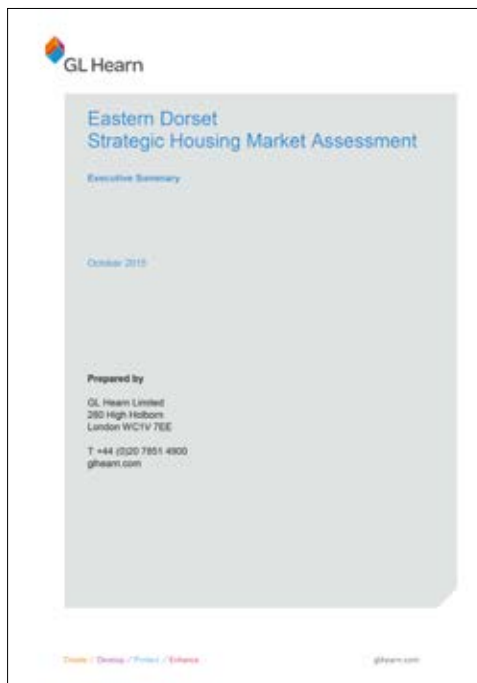 GL Hearn
Eastern Dorset
Strategic Housing Market Assessment
Executive Summary
October 2015
Prepared by
GL Hearn Limited
280 High Holborn
London WC1V 7EE
T +44 (0)20 7851 4900
glhearn.com
Create / Develop / Protect / Enhance
glhearn.com